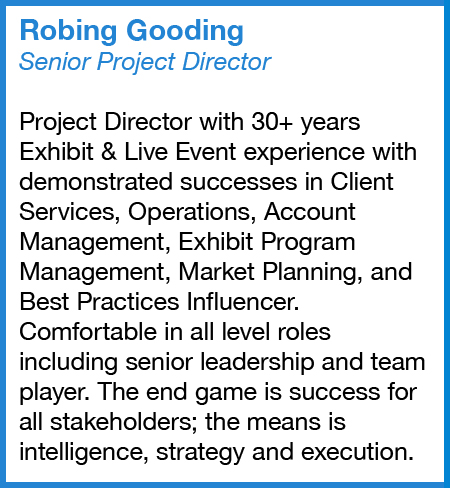 Robing Gooding
Senior Project Director
Project Director with 30+ years
Exhibit & Live Event experience with
demonstrated successes in Client
Services, Operations, Account
Management, Exhibit Program
Management, Market Planning, and
Best Practices Influencer.
Comfortable in all level roles
including senior leadership and team
player. The end game is success for
all stakeholders; the means is
intelligence, strategy and execution.